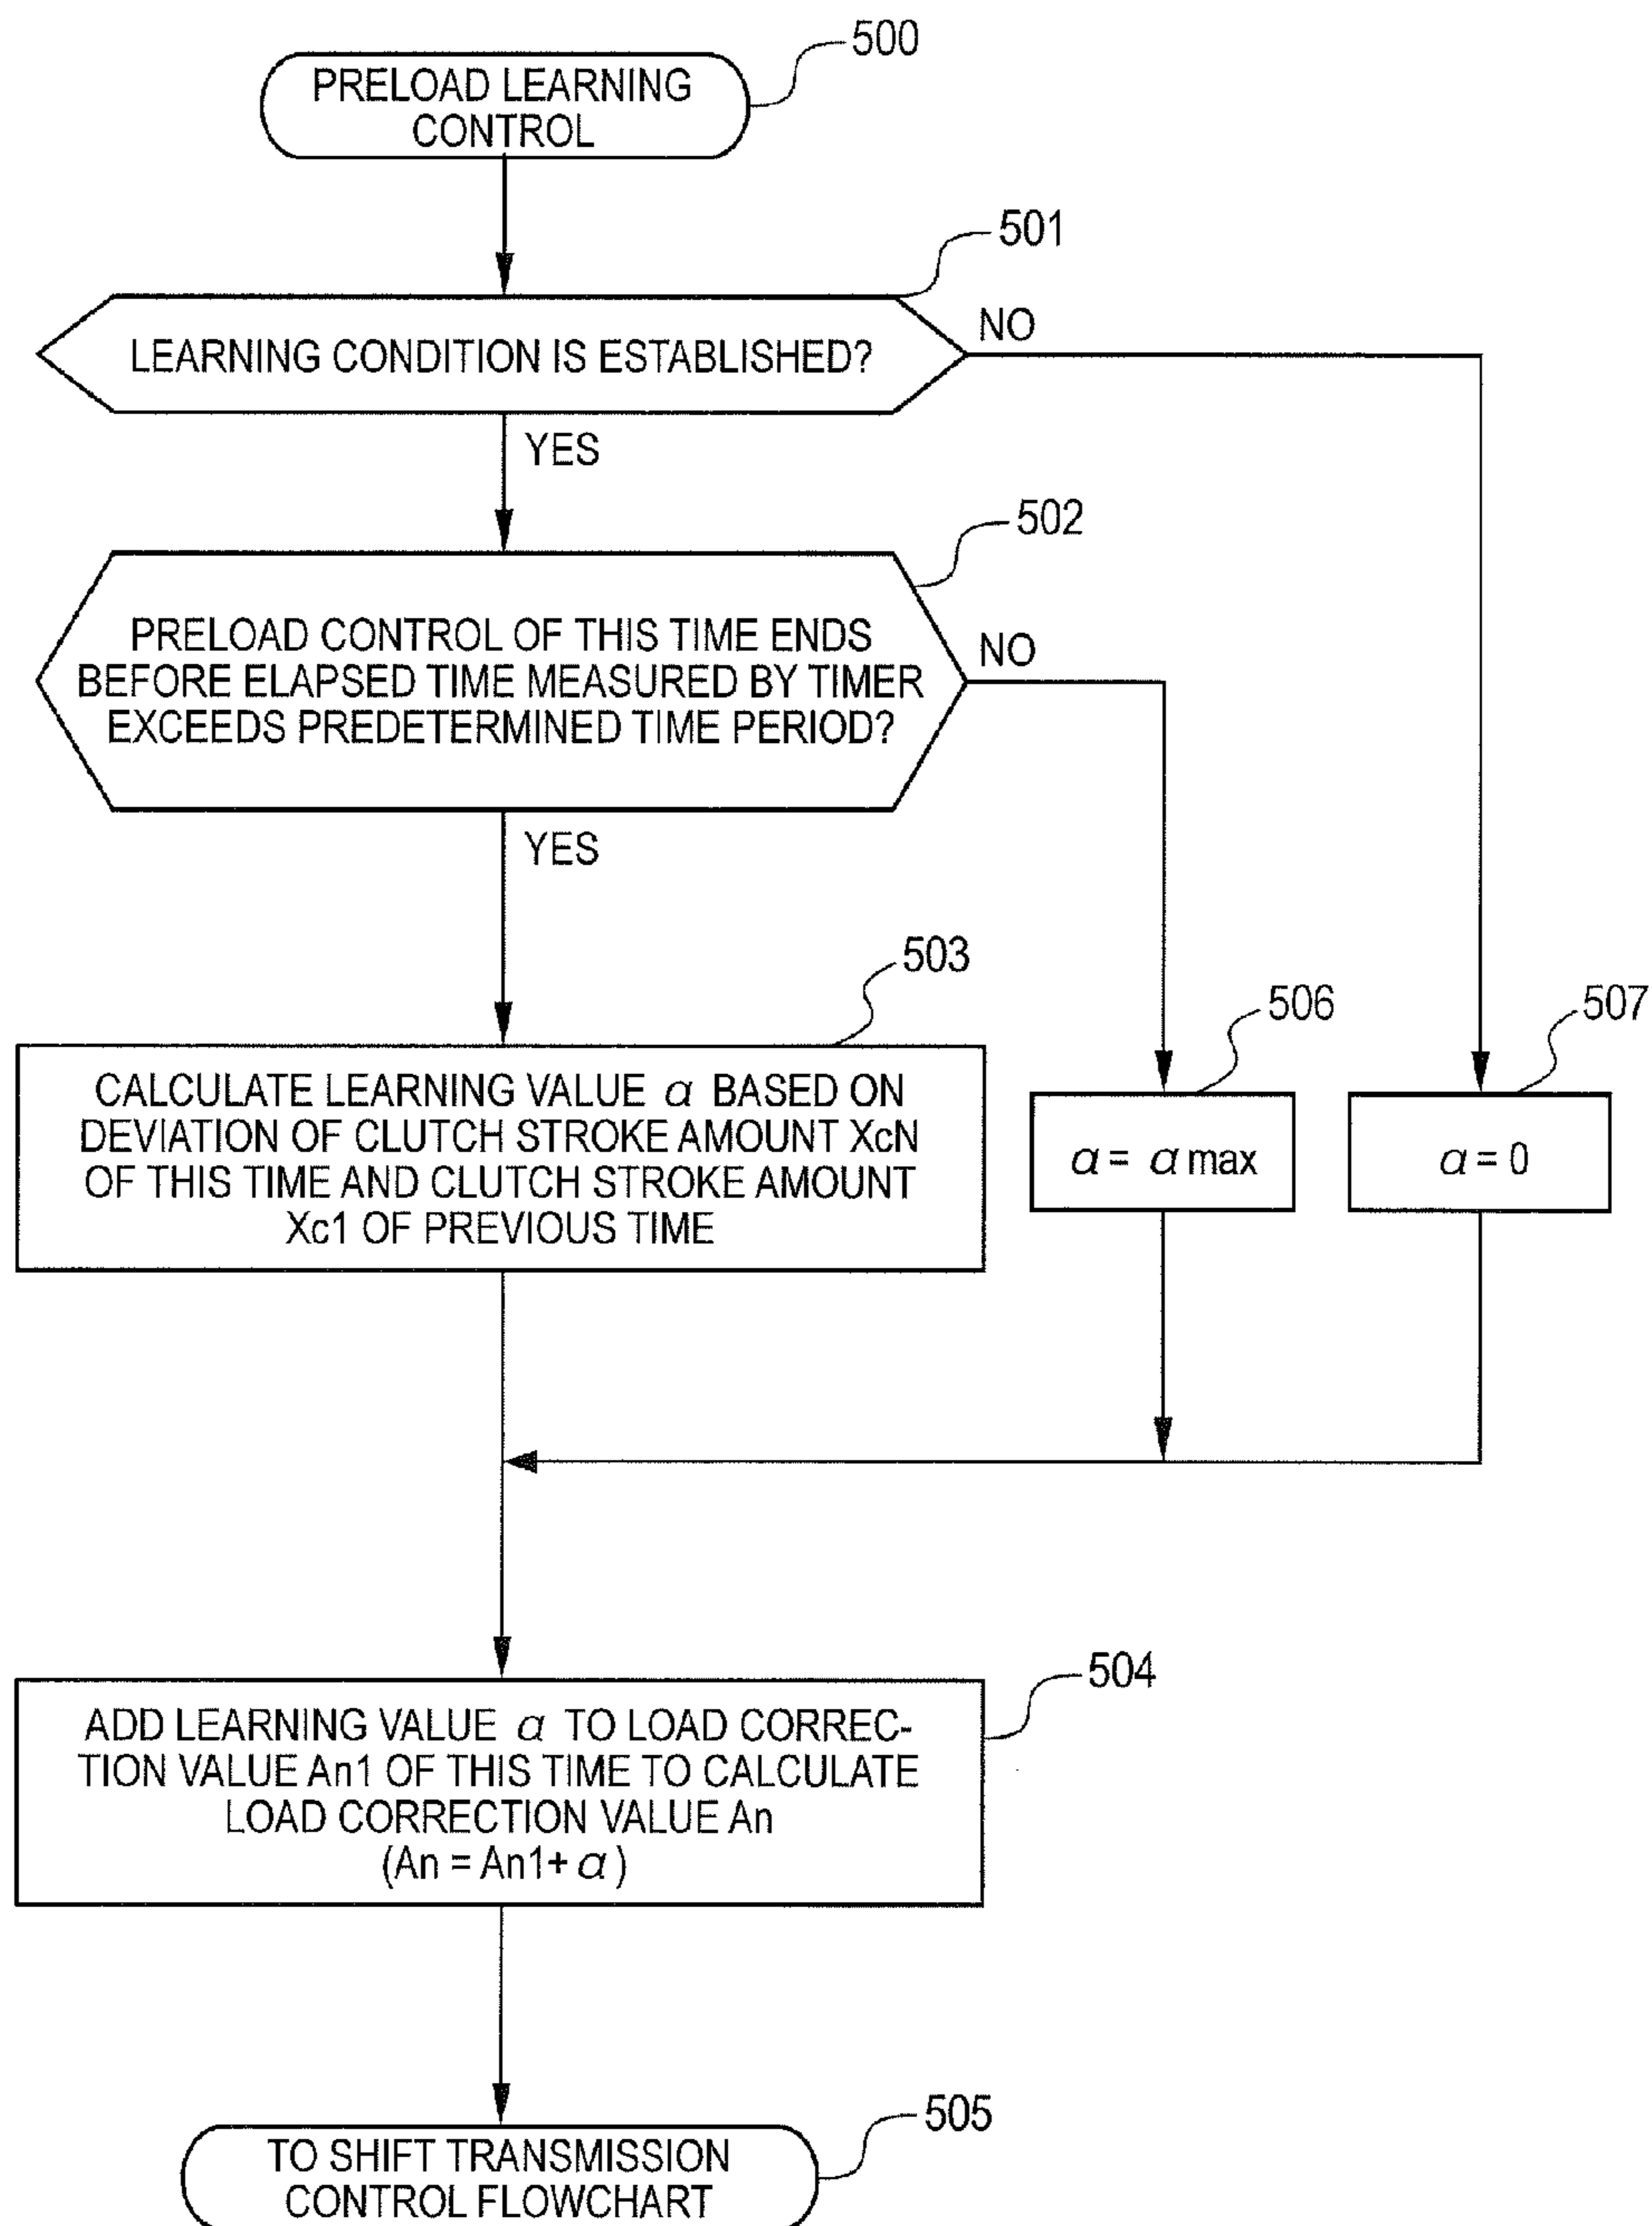 500
PRELOAD LEARNING
CONTROL
501
LEARNING CONDITION IS ESTABLISHED?
NO
YES
502
PRELOAD CONTROL OF THIS TIME ENDS
BEFORE ELAPSED TIME MEASURED BY TIMER
EXCEEDS PREDETERMINED TIME PERIOD?
NO
YES
503
CALCULATE LEARNING VALUE α BASED ON
DEVIATION OF CLUTCH STROKE AMOUNT XcN
OF THIS TIME AND CLUTCH STROKE AMOUNT
Xc1 OF PREVIOUS TIME
506
α = α max
507
α = 0
504
ADD LEARNING VALUE α TO LOAD CORREC-
TION VALUE An1 OF THIS TIME TO CALCULATE
LOAD CORRECTION VALUE An
(An = An1+ α)
505
TO SHIFT TRANSMISSION
CONTROL FLOWCHART